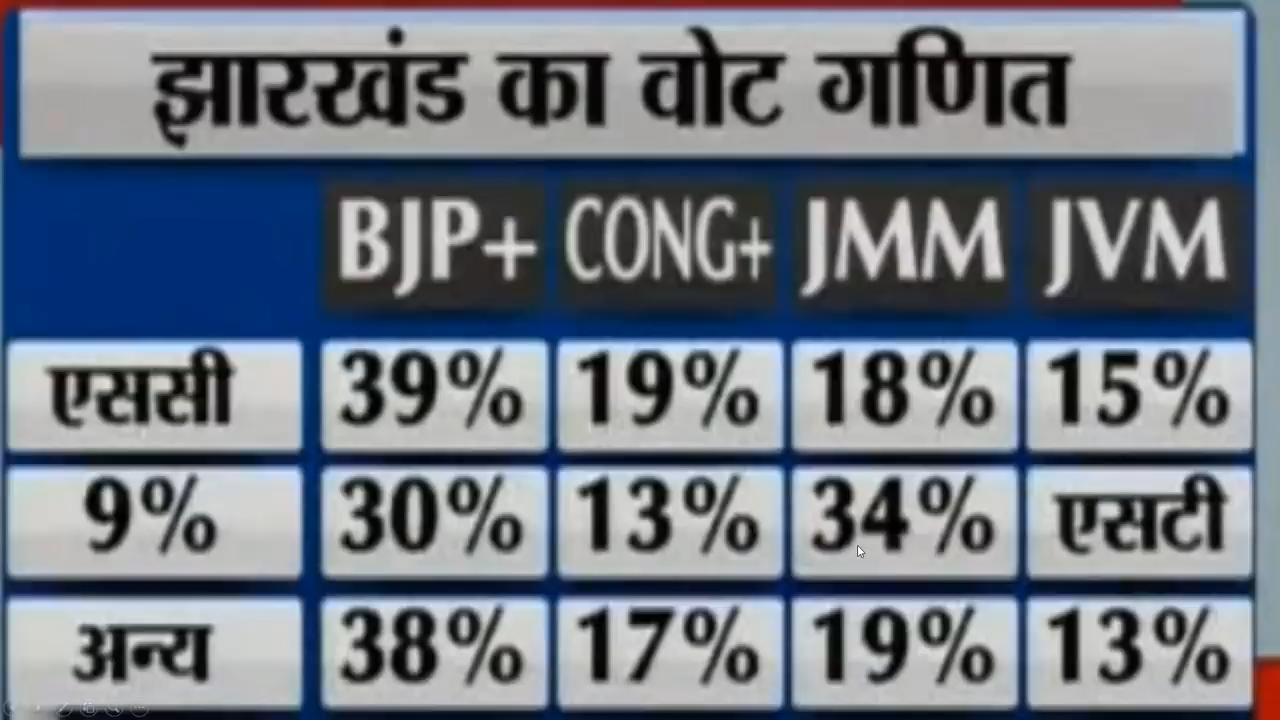 झारखंड का वोट गणित
BJP+ CONG+ JMM JVM
एससी 39% 19% 18% 15%
9% 30% 13% 34% एसटी
अन्य 38% 17% 19% 13%